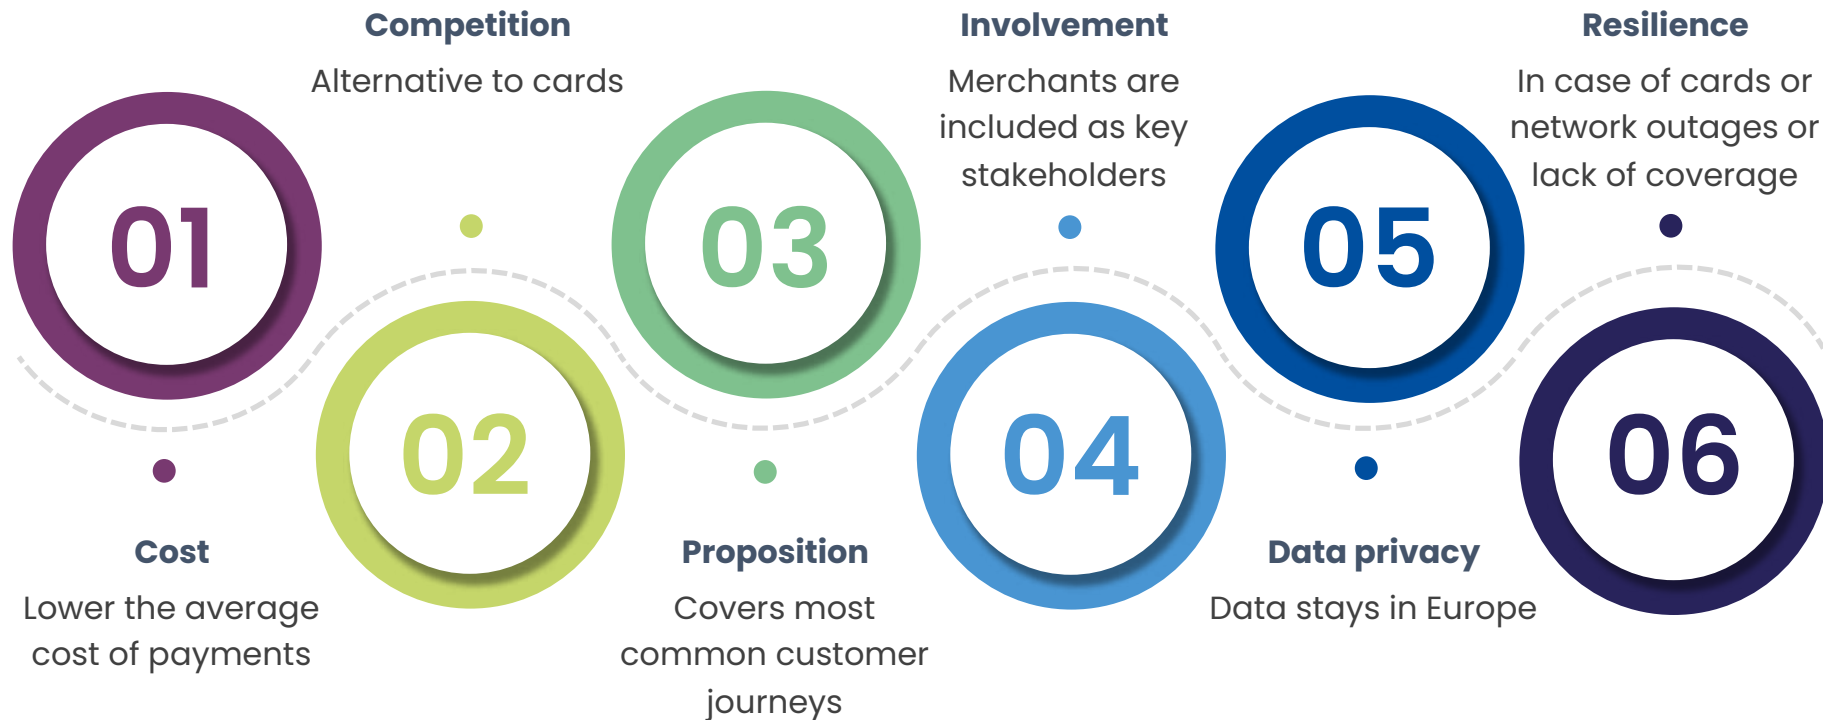 01
Cost
Lower the average
cost of payments
Competition
Alternative to cards
02
03
Proposition
Covers most
common customer
journeys
Involvement
Merchants are
included as key
stakeholders
04
05
Data privacy
Data stays in Europe
Resilience
In case of cards or
network outages or
lack of coverage
06